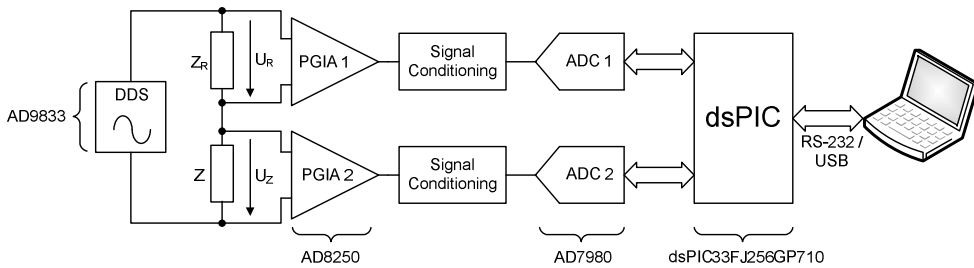 Z_R
U_R
PGIA 1
Signal
Conditioning
ADC 1
DDS
AD9833
dsPIC
RS-232 /
USB
Z
U_Z
PGIA 2
Signal
Conditioning
ADC 2
AD8250
AD7980
dsPIC33FJ256GP710